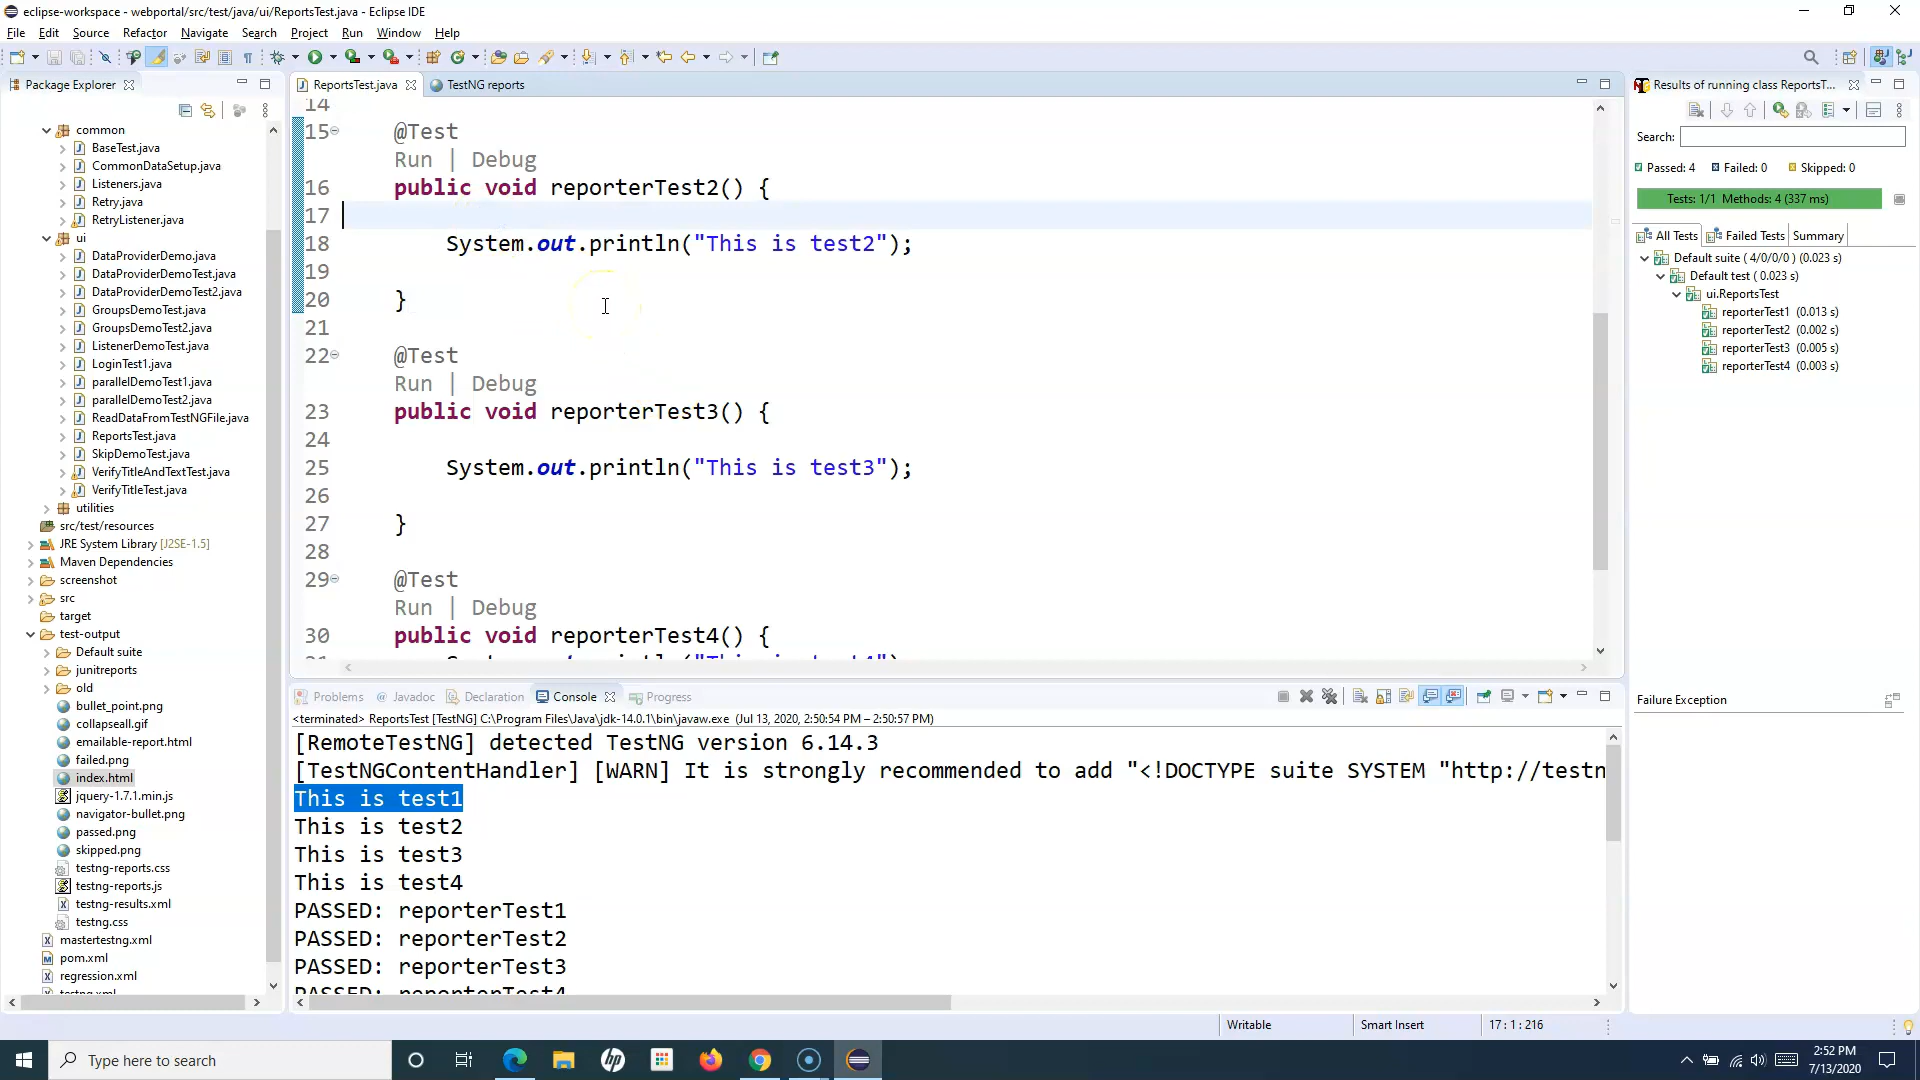 eclipse-workspace - webportal/src/test/java/ui/ReportsTest.java - Eclipse IDE
File Edit Source Refactor Navigate Search Project Run Window Help
Package Explorer
common
BaseTest.java
CommonDataSetup.java
Listeners.java
Retry.java
RetryListener.java
ui
DataProviderDemo.java
DataProviderDemoTest.java
DataProviderDemoTest2.java
GroupsDemoTest.java
GroupsDemoTest2.java
ListenerDemoTest.java
LoginTest1.java
parallelDemoTest1.java
parallelDemoTest2.java
ReadDataFromTestNGFile.java
ReportsTest.java
SkipDemoTest.java
VerifyTitleAndTextTest.java
VerifyTitleTest.java
utilities
src/test/resources
JRE System Library [J2SE-1.5]
Maven Dependencies
screenshot
src
target
test-output
Default suite
junitreports
old
bullet_point.png
collapseall.gif
emailable-report.html
failed.png
index.html
jquery-1.7.1.min.js
navigator-bullet.png
passed.png
skipped.png
testng-reports.css
testng-reports.js
testng-results.xml
testng.css
mastertestng.xml
pom.xml
regression.xml
testng.xml
ReportsTest.java TestNG reports
14
15 @Test
Run | Debug
16 public void reporterTest2() {
17
18 System.out.println("This is test2");
19
20 }
21
22 @Test
Run | Debug
23 public void reporterTest3() {
24
25 System.out.println("This is test3");
26
27 }
28
29 @Test
Run | Debug
30 public void reporterTest4() {
31 System.out.println("This is test4");
Problems @ Javadoc Declaration Console Progress
<terminated> ReportsTest [TestNG] C:\Program Files\Java\jdk-14.0.1\bin\javaw.exe (Jul 13, 2020, 2:50:54 PM – 2:50:57 PM)
[RemoteTestNG] detected TestNG version 6.14.3
[TestNGContentHandler] [WARN] It is strongly recommended to add "<!DOCTYPE suite SYSTEM "http://testn
This is test1
This is test2
This is test3
This is test4
PASSED: reporterTest1
PASSED: reporterTest2
PASSED: reporterTest3
PASSED: reporterTest4
Results of running class ReportsT...
Search:
Passed: 4 Failed: 0 Skipped: 0
Tests: 1/1 Methods: 4 (337 ms)
All Tests Failed Tests Summary
Default suite ( 4/0/0/0 ) (0.023 s)
Default test ( 0.023 s)
ui.ReportsTest
reporterTest1 (0.013 s)
reporterTest2 (0.002 s)
reporterTest3 (0.005 s)
reporterTest4 (0.003 s)
Failure Exception
Writable Smart Insert 17 : 1 : 216
Type here to search
2:52 PM
7/13/2020